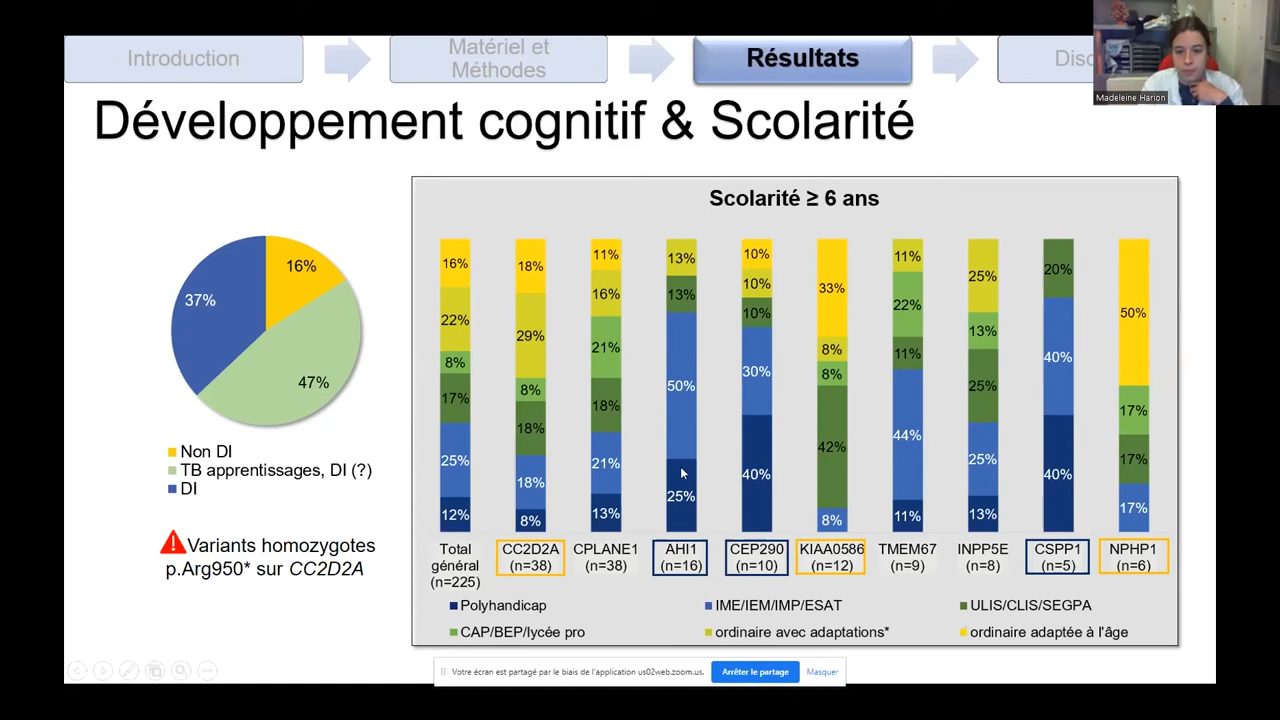 Introduction
Matériel et
Méthodes
Résultats
Disc
Madeleine Harion
Développement cognitif & Scolarité
Scolarité ≥ 6 ans
16%
37%
47%
Non DI
TB apprentissages, DI (?)
DI
Variants homozygotes
p.Arg950* sur CC2D2A
16% 18% 11% 13% 10% 33% 11% 25% 20% 50%
22% 29% 16% 13% 10% 8% 22% 13% 40% 17%
8% 8% 21% 50% 10% 8% 11% 25% 40% 17%
17% 18% 18% 25% 30% 42% 44% 25% 17%
25% 18% 21% 40% 8% 11% 13%
12% 8% 13%
Total
général
(n=225)
CC2D2A
(n=38)
CPLANE1
(n=38)
AHI1
(n=16)
CEP290
(n=10)
KIAA0586
(n=12)
TMEM67
(n=9)
INPP5E
(n=8)
CSPP1
(n=5)
NPHP1
(n=6)
Polyhandicap
IME/IEM/IMP/ESAT
ULIS/CLIS/SEGPA
CAP/BEP/lycée pro
ordinaire avec adaptations*
ordinaire adaptée à l'âge
Votre écran est partagé par le biais de l'application us02web.zoom.us.
Arrêter le partage
Masquer